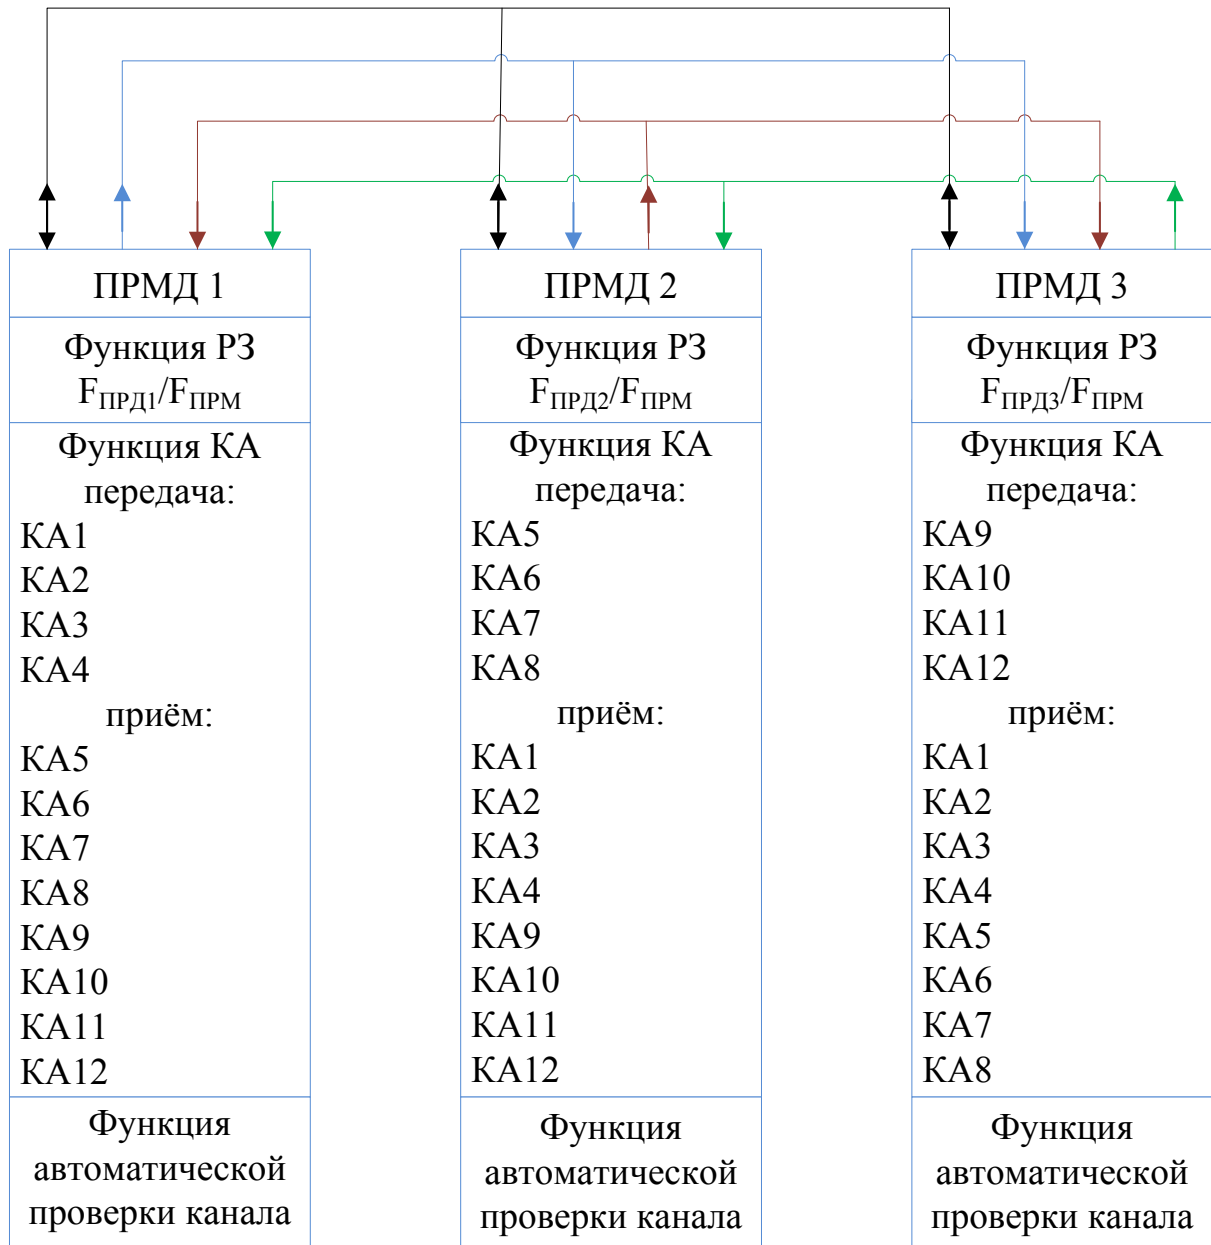 ПРМД 1
Функция РЗ
FПРД1/FПРМ
Функция КА
передача:
КА1
КА2
КА3
КА4
приём:
КА5
КА6
КА7
КА8
КА9
КА10
КА11
КА12
Функция
автоматической
проверки канала
ПРМД 2
Функция РЗ
FПРД2/FПРМ
Функция КА
передача:
КА5
КА6
КА7
КА8
приём:
КА1
КА2
КА3
КА4
КА9
КА10
КА11
КА12
Функция
автоматической
проверки канала
ПРМД 3
Функция РЗ
FПРД3/FПРМ
Функция КА
передача:
КА9
КА10
КА11
КА12
приём:
КА1
КА2
КА3
КА4
КА5
КА6
КА7
КА8
Функция
автоматической
проверки канала